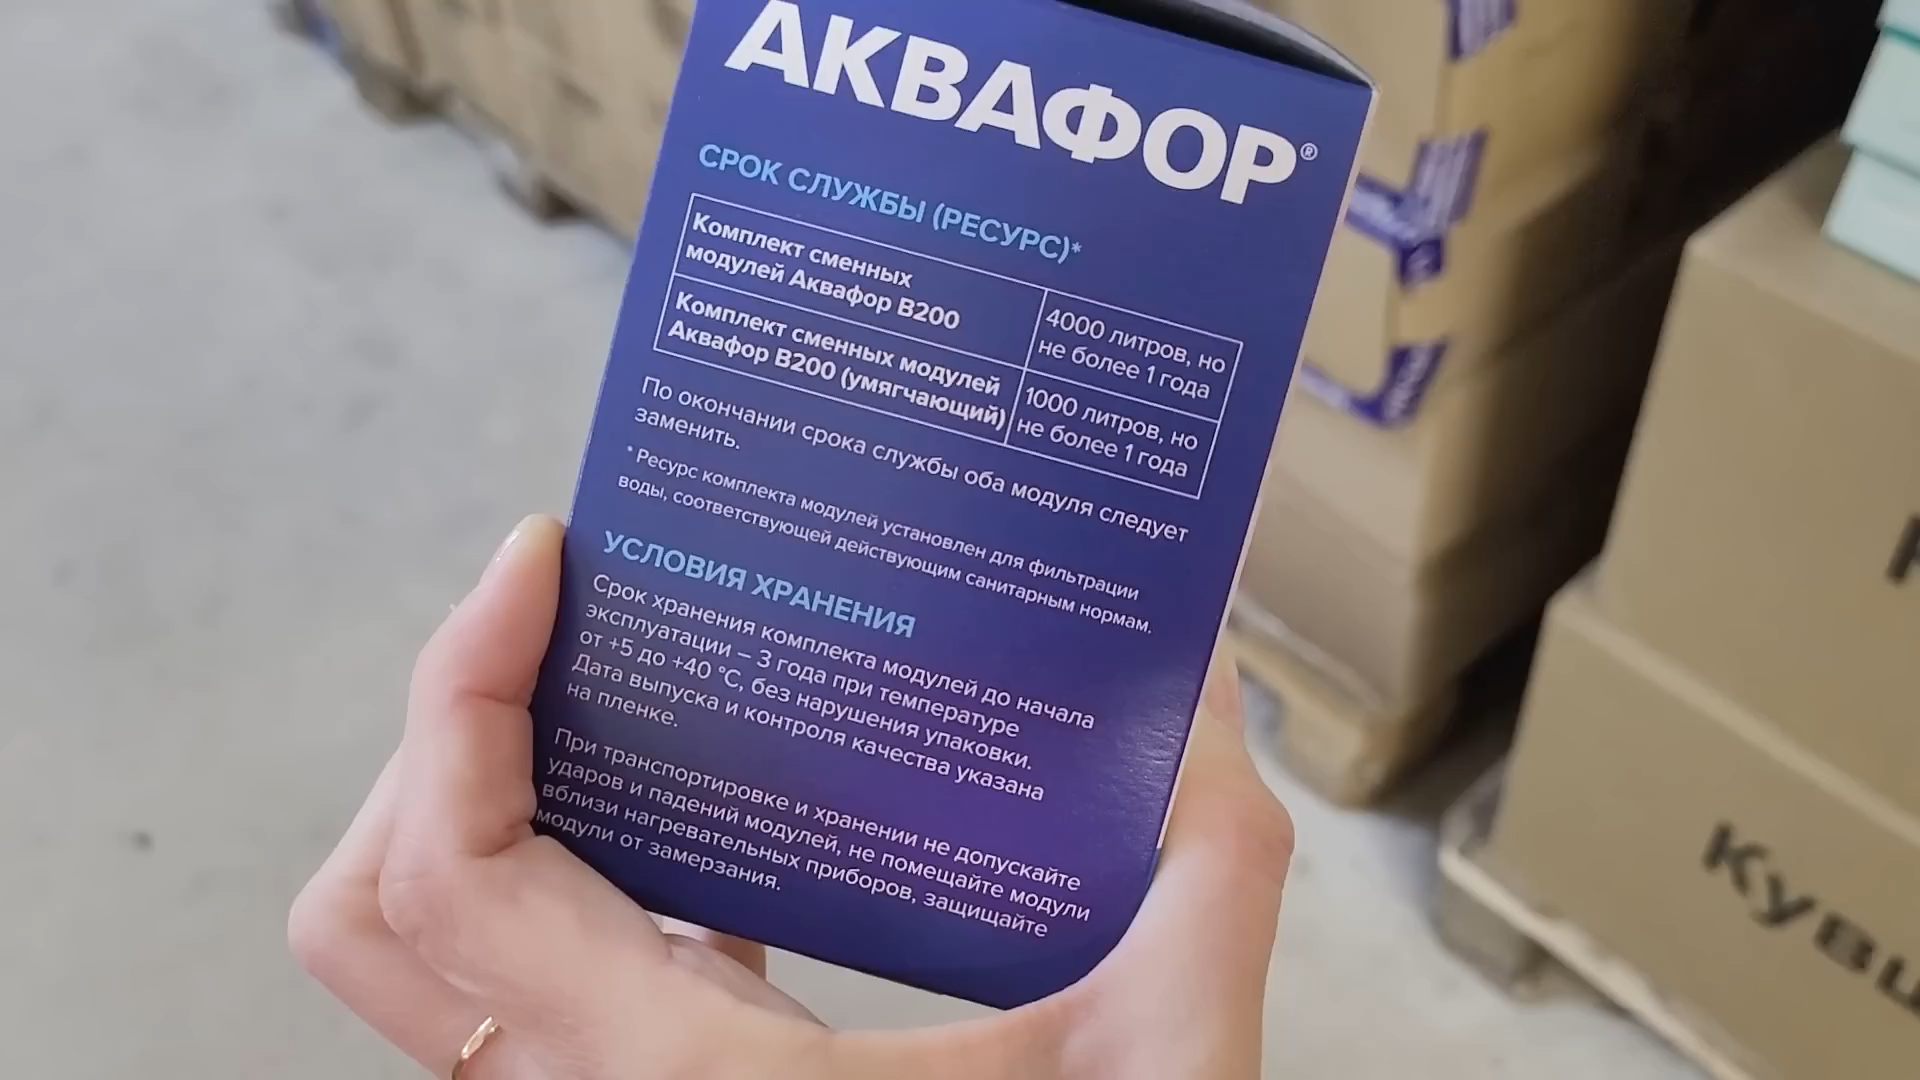 АКВАФОР®
СРОК СЛУЖБЫ (РЕСУРС)*
Комплект сменных
модулей Аквафор В200
4000 литров, но
не более 1 года
Комплект сменных модулей
Аквафор В200 (умягчающий)
1000 литров, но
не более 1 года
По окончании срока службы оба модуля следует
заменить.
* Ресурс комплекта модулей установлен для фильтрации
воды, соответствующей действующим санитарным нормам.
УСЛОВИЯ ХРАНЕНИЯ
Срок хранения комплекта модулей до начала
эксплуатации – 3 года при температуре
от +5 до +40 °С, без нарушения упаковки.
Дата выпуска и контроля качества указана
на пленке.
При транспортировке и хранении не допускайте
ударов и падений модулей, не помещайте модули
вблизи нагревательных приборов, защищайте
модули от замерзания.